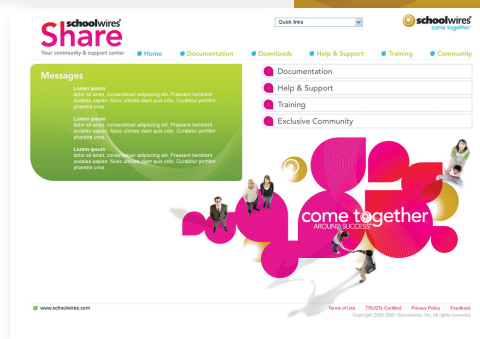 schoolwires
Share
Your community & support center
Quick links
schoolwires
come together
Home
Documentation
Downloads
Help & Support
Training
Community
Messages
Lorem ipsum
dolor sit amet, consectetuer adipiscing elit. Praesent hendrerit
sodales sapien. Nunc ultrices diam quis odio. Curabitur porttitor
pharetra urna.
Lorem ipsum
dolor sit amet, consectetuer adipiscing elit. Praesent hendrerit
sodales sapien. Nunc ultrices diam quis odio. Curabitur porttitor
pharetra urna.
Lorem ipsum
dolor sit amet, consectetuer adipiscing elit. Praesent hendrerit
sodales sapien. Nunc ultrices diam quis odio. Curabitur porttitor
pharetra urna.
Documentation
Help & Support
Training
Exclusive Community
come together
AROUND SUCCESS
www.schoolwires.com
Terms of Use | TRUSTe Certified | Privacy Policy | Feedback
Copyright 2000-2007 Schoolwires, Inc. All rights reserved.